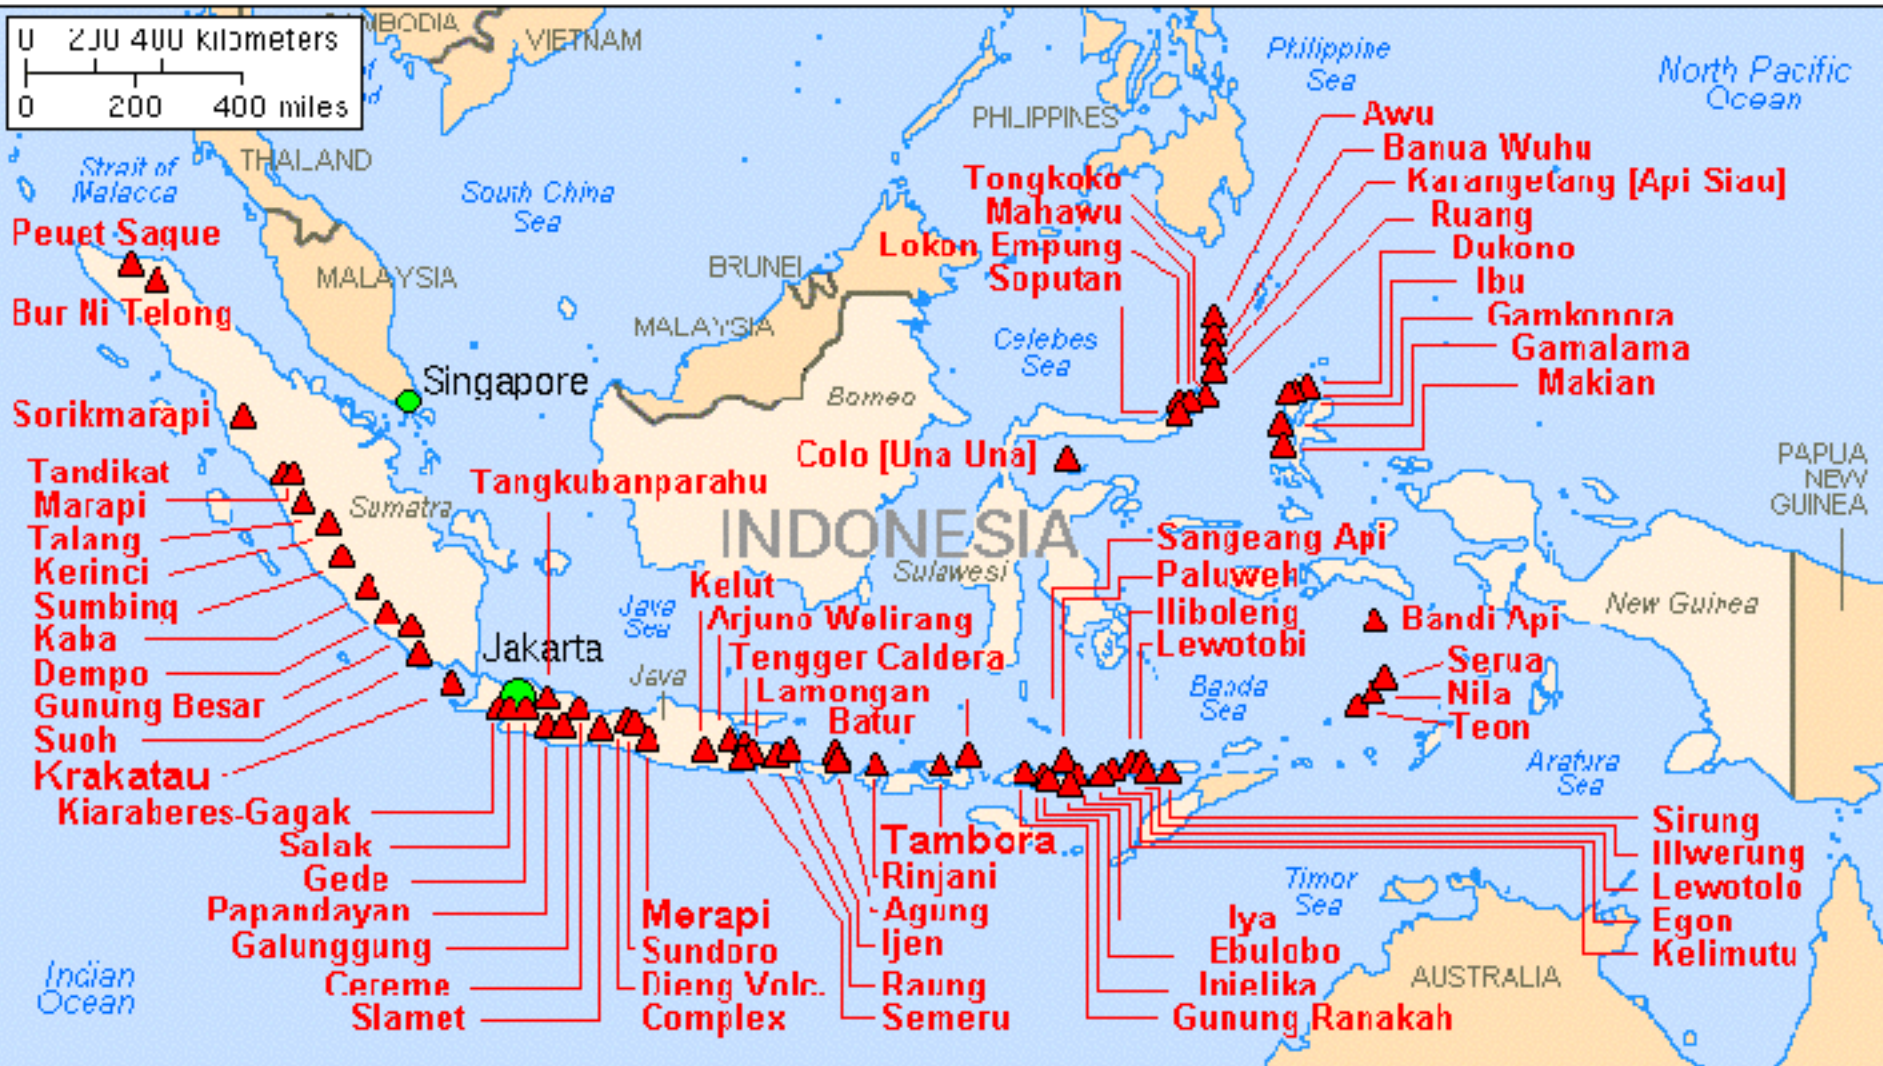 0 200 400 kilometers
0 200 400 miles
VIETNAM
THAILAND
Strait of
Malacca
South China
Sea
Philippine
Sea
North Pacific
Ocean
PHILIPPINES
MALAYSIA
BRUNEI
MALAYSIA
Singapore
Borneo
Celebes
Sea
Awu
Banua Wuhu
Karangetang [Api Siau]
Ruang
Dukono
Ibu
Gamkonora
Gamalama
Makian
Tongkoko
Mahawu
Lokon Empung
Soputan
Colo [Una Una]
Peuet Sague
Bur Ni Telong
Sorikmarapi
Tandikat
Marapi
Talang
Kerinci
Sumbing
Kaba
Dempo
Gunung Besar
Suoh
Krakatau
Sumatra
Tangkubanparahu
INDONESIA
Sulawesi
Java
Sea
Jakarta
Java
Kelut
Arjuno Welirang
Tengger Caldera
Lamongan
Batur
Sangeang Api
Paluweh
Iliboleng
Lewotobi
PAPUA
NEW
GUINEA
New Guinea
Bandi Api
Serua
Nila
Teon
Banda
Sea
Arafura
Sea
Kiaraberes-Gagak
Salak
Gede
Papandayan
Galunggung
Cereme
Slamet
Merapi
Sundoro
Dieng Volc.
Complex
Tambora
Rinjani
Agung
Ijen
Raung
Semeru
Iya
Ebulobo
Inielika
Gunung Ranakah
Sirung
Illwerung
Lewotolo
Egon
Kelimutu
Timor
Sea
AUSTRALIA
Indian
Ocean